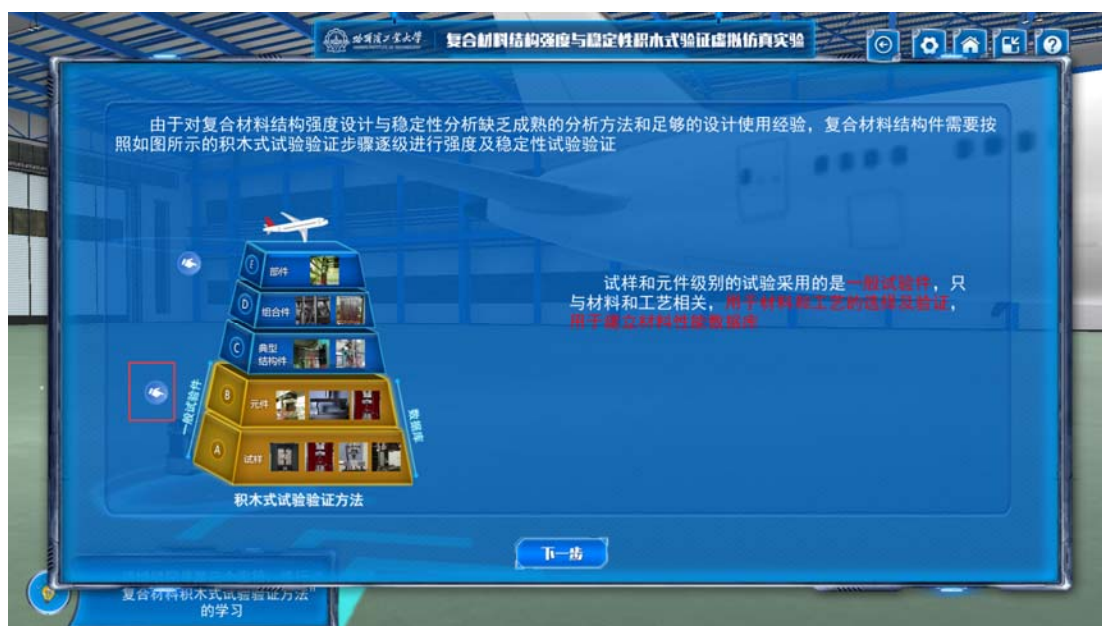 哈尔滨工业大学
复合材料结构强度与稳定性积木式验证虚拟仿真实验
由于对复合材料结构强度设计与稳定性分析缺乏成熟的分析方法和足够的设计使用经验，复合材料结构件需要按
照如图所示的积木式试验验证步骤逐级进行强度及稳定性试验验证
E 部件
D 组合件
C 典型
结构件
B 元件
A 试样
一般试验件
数据库
积木式试验验证方法
试样和元件级别的试验采用的是一般试验件，只
与材料和工艺相关，用于材料和工艺的选择及验证，
用于建立材料性能数据库
下一步
复合材料积木式试验验证方法”
的学习